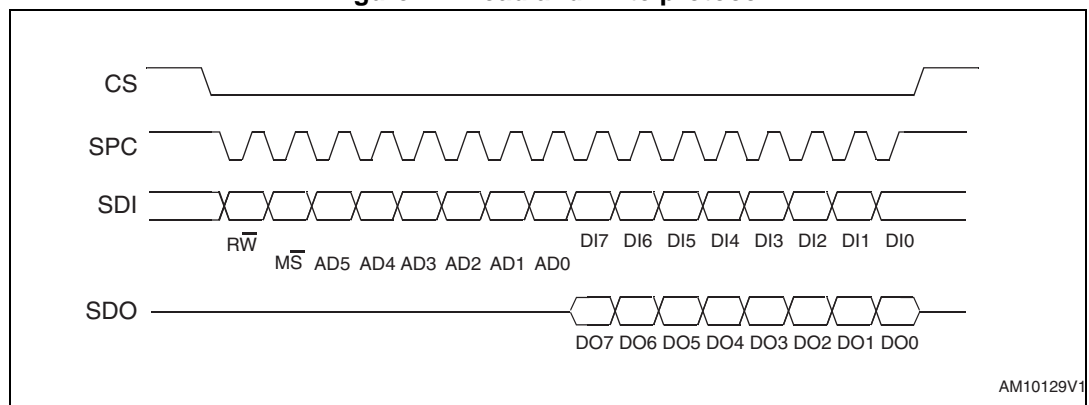 CS
SPC
SDI
RW̅
DI7 DI6 DI5 DI4 DI3 DI2 DI1 DI0
MS̅ AD5 AD4 AD3 AD2 AD1 AD0
SDO
DO7 DO6 DO5 DO4 DO3 DO2 DO1 DO0
AM10129V1